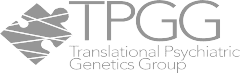 TPGG
Translational Psychiatric
Genetics Group